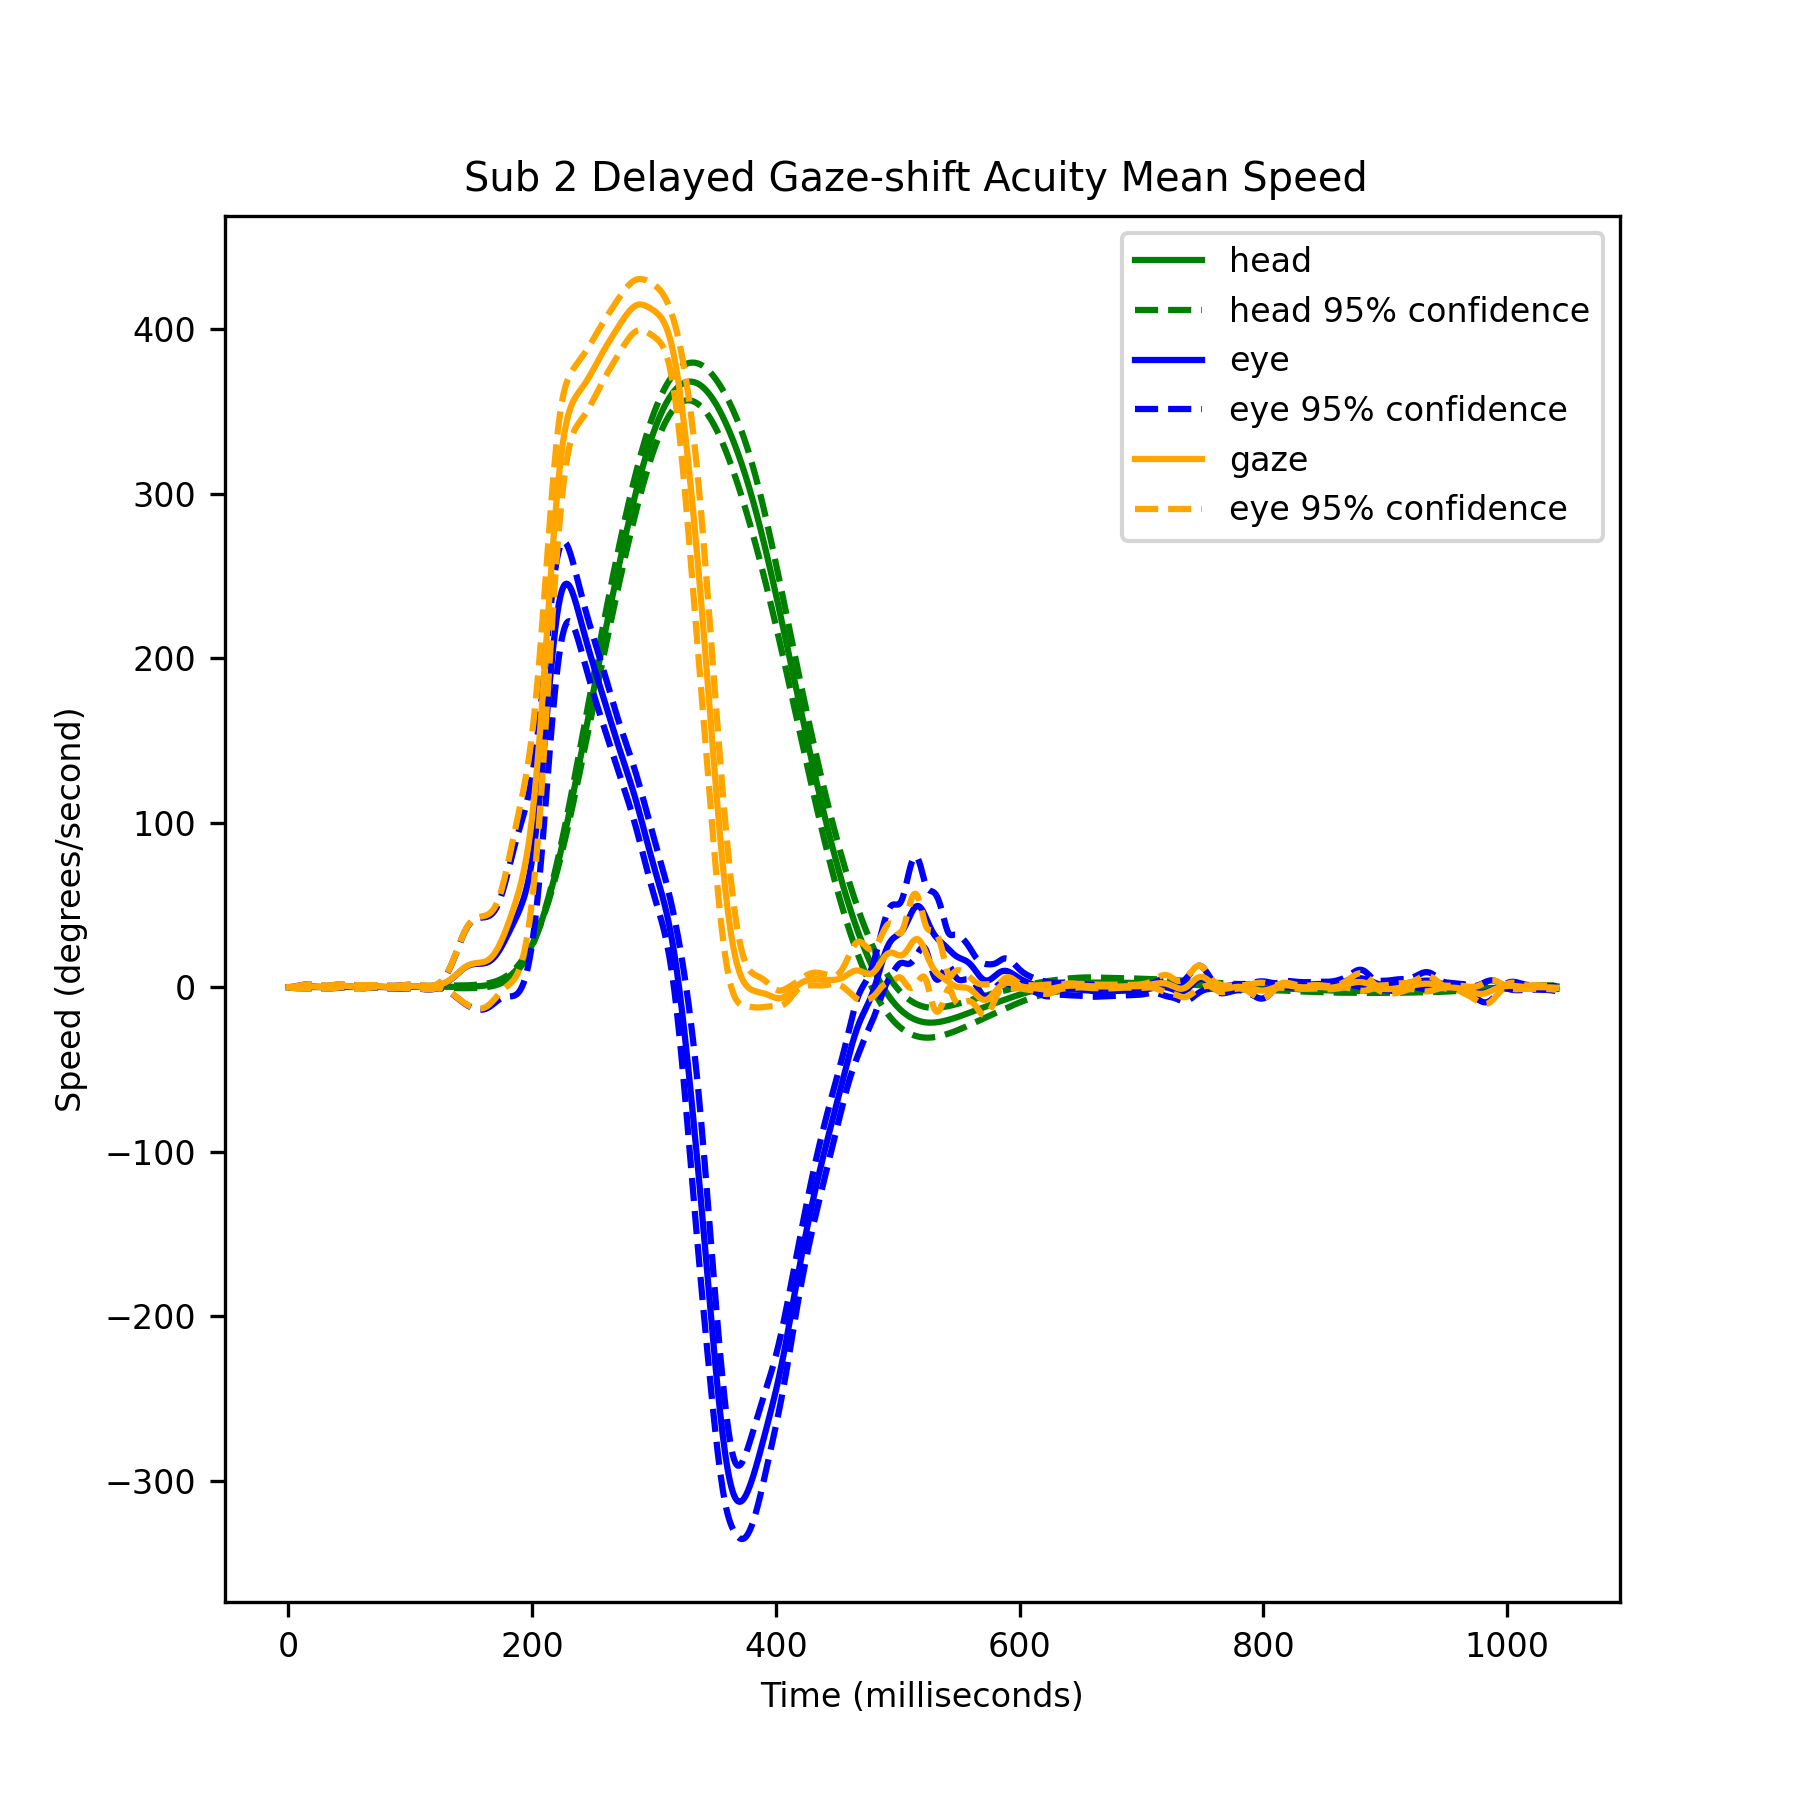 Sub 2 Delayed Gaze-shift Acuity Mean Speed
head
head 95% confidence
eye
eye 95% confidence
gaze
eye 95% confidence
Speed (degrees/second)
400
300
200
100
0
−100
−200
−300
0 200 400 600 800 1000
Time (milliseconds)